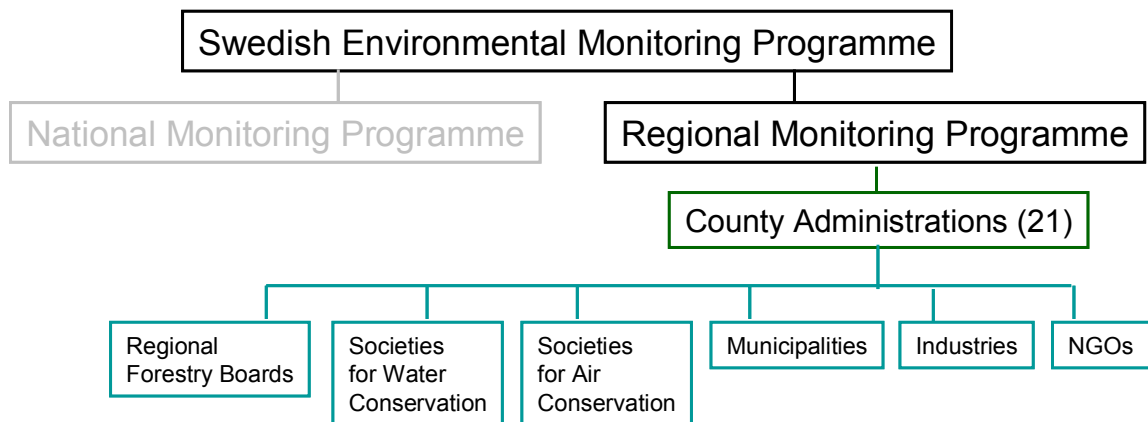 Swedish Environmental Monitoring Programme
National Monitoring Programme
Regional Monitoring Programme
County Administrations (21)
Regional
Forestry Boards
Societies
for Water
Conservation
Societies
for Air
Conservation
Municipalities
Industries
NGOs